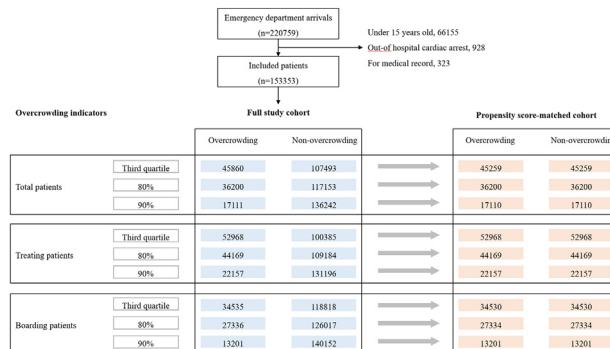 Emergency department arrivals
(n=220759)
Under 15 years old, 66155
Out-of hospital cardiac arrest, 928
For medical record, 323
Included patients
(n=153353)
Overcrowding indicators Full study cohort Propensity score-matched cohort
Overcrowding Non-overcrowding Overcrowding Non-overcrowding
Third quartile 45860 107493 45259 45259
Total patients 80% 36200 117153 36200 36200
90% 17111 136242 17110 17110
Third quartile 52968 100385 52968 52968
Treating patients 80% 44169 109184 44169 44169
90% 22157 131196 22157 22157
Third quartile 34535 118818 34530 34530
Boarding patients 80% 27336 126017 27334 27334
90% 13201 140152 13201 13201